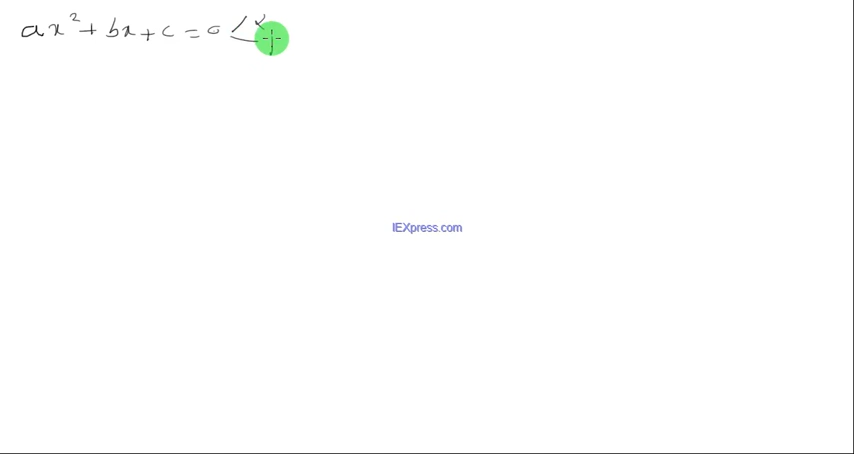 ax² + bx + c = 0
IEXpress.com